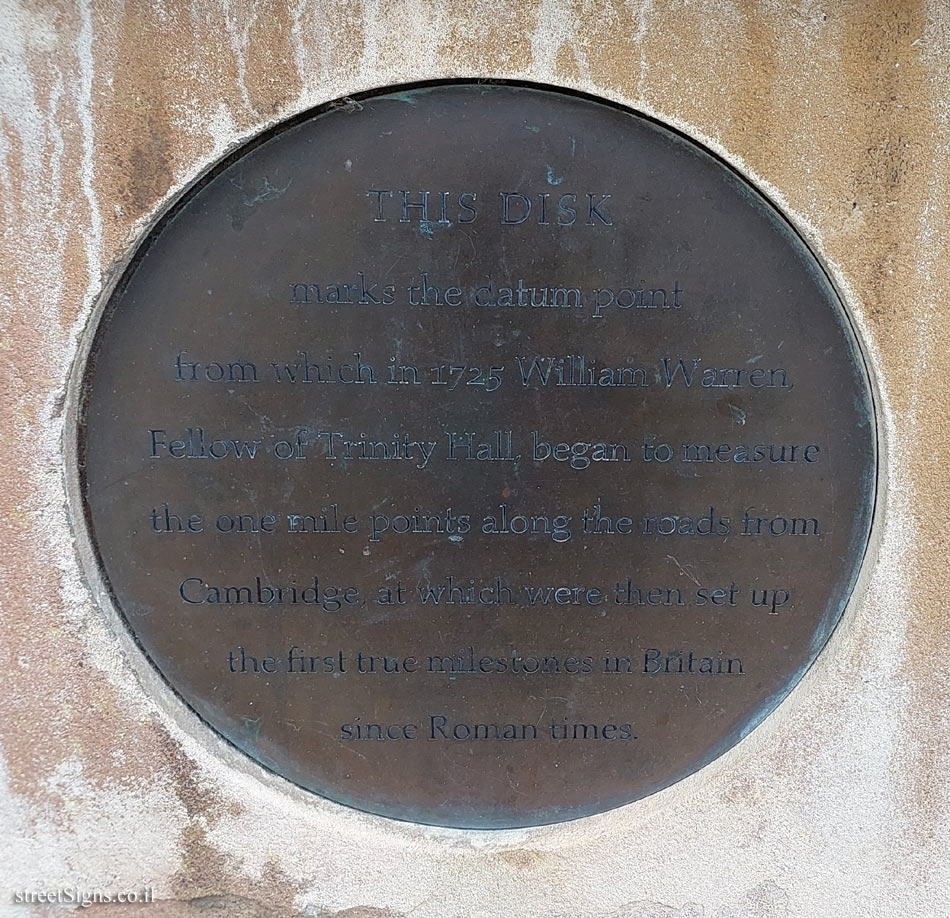 THIS DISK
marks the datum point
from which in 1725 William Warren,
Fellow of Trinity Hall, began to measure
the one mile points along the roads from
Cambridge, at which were then set up
the first true milestones in Britain
since Roman times.
streetSigns.co.il